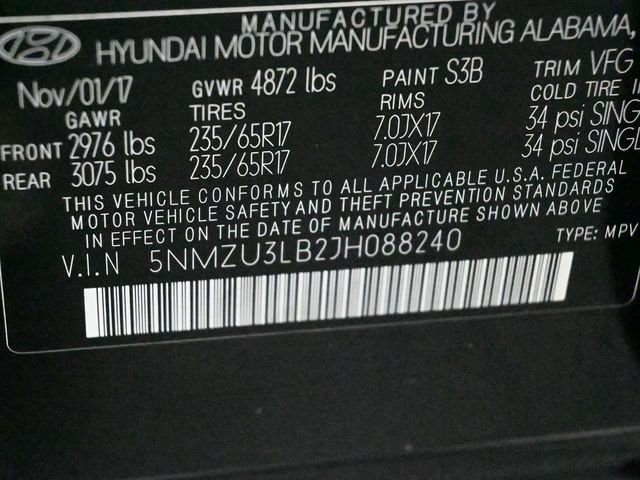 MANUFACTURED BY
HYUNDAI MOTOR MANUFACTURING ALABAMA,
Nov/01/17 GVWR 4872 lbs PAINT S3B TRIM VFG
GAWR TIRES RIMS COLD TIRE
FRONT 2976 lbs 235/65R17 7.0JX17 34 psi SING
REAR 3075 lbs 235/65R17 7.0JX17 34 psi SINGL
THIS VEHICLE CONFORMS TO ALL APPLICABLE U.S.A. FEDERAL
MOTOR VEHICLE SAFETY AND THEFT PREVENTION STANDARDS
IN EFFECT ON THE DATE OF MANUFACTURE SHOWN ABOVE
V.I.N 5NMZU3LB2JH088240 TYPE: MPV